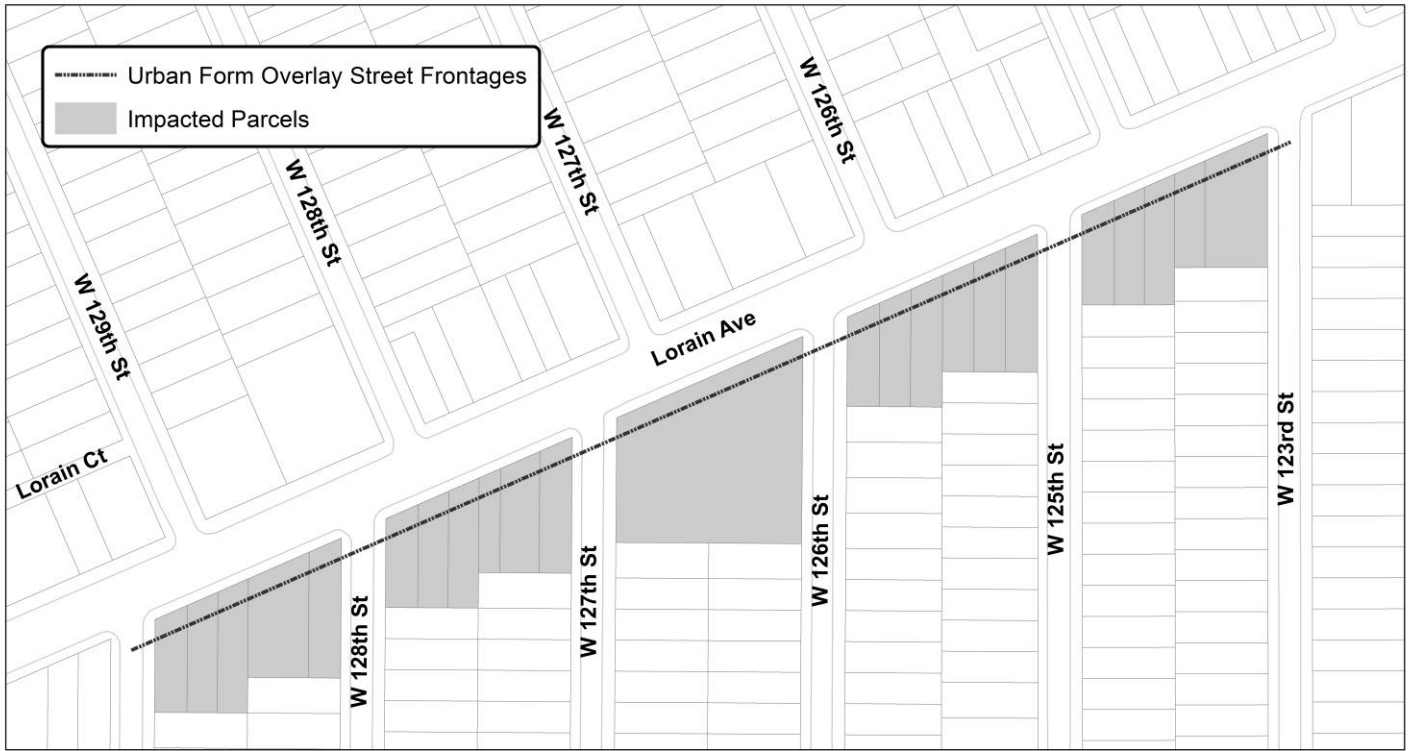 Urban Form Overlay Street Frontages
Impacted Parcels
W 126th St
W 127th St
W 128th St
W 129th St
Lorain Ave
Lorain Ct
W 123rd St
W 125th St
W 126th St
W 127th St
W 128th St